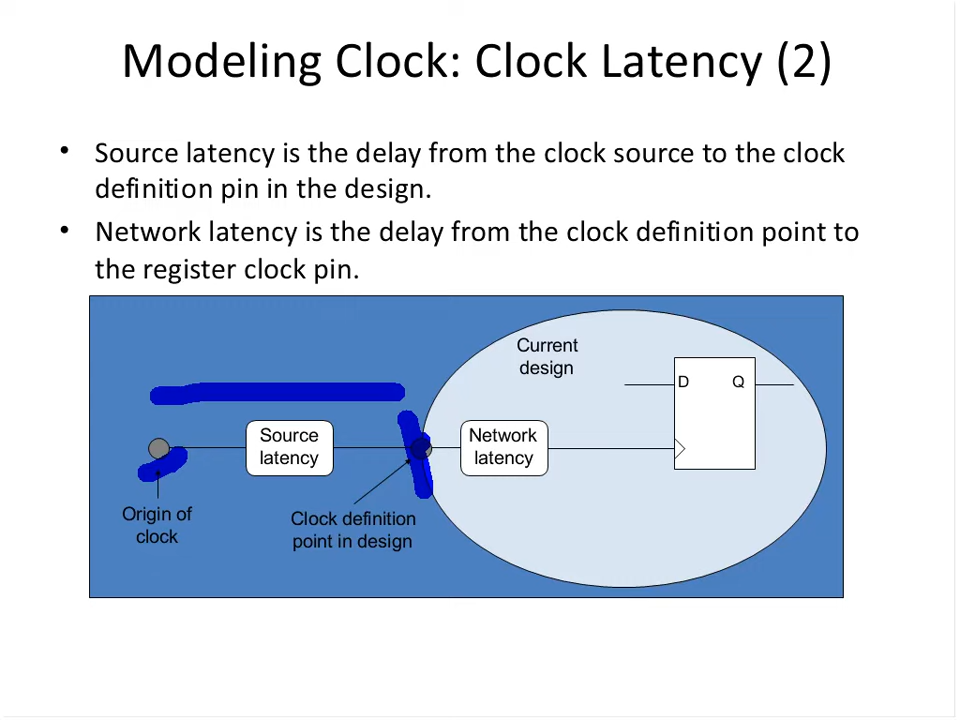 Modeling Clock: Clock Latency (2)
• Source latency is the delay from the clock source to the clock
definition pin in the design.
• Network latency is the delay from the clock definition point to
the register clock pin.
Current
design
D Q
Source
latency
Network
latency
Origin of
clock
Clock definition
point in design